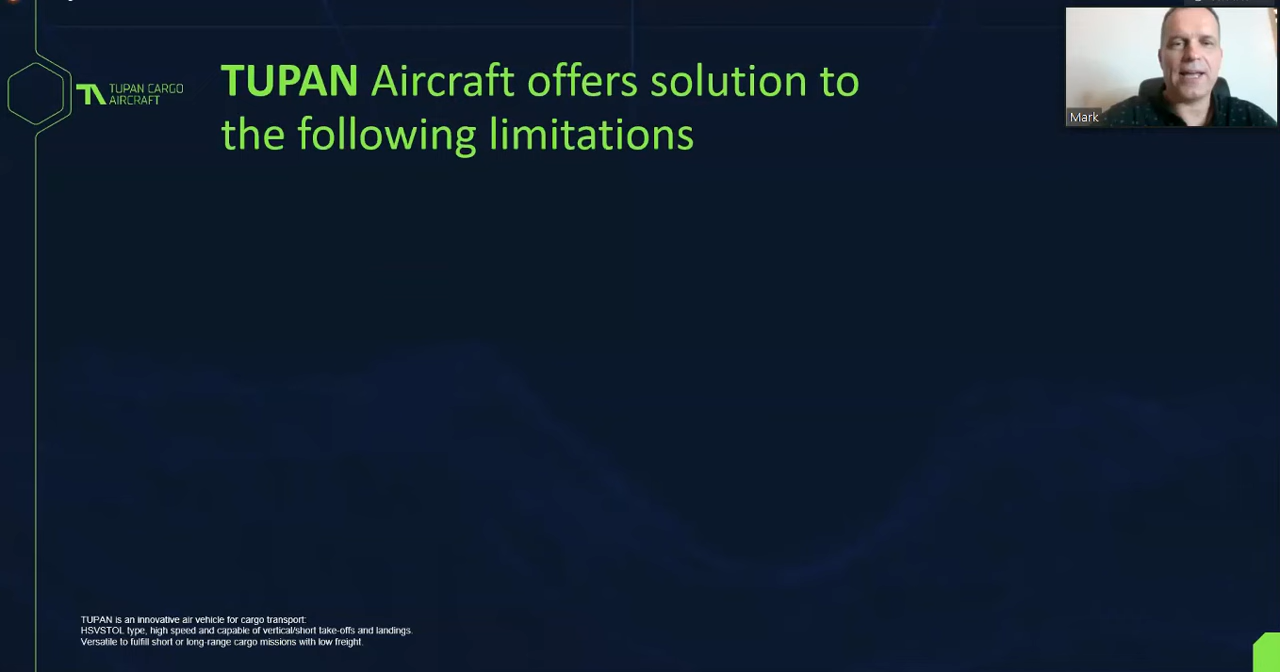 TUPAN CARGO
AIRCRAFT
TUPAN Aircraft offers solution to
the following limitations
Mark
TUPAN is an innovative air vehicle for cargo transport:
HSVSTOL type, high speed and capable of vertical/short take-offs and landings.
Versatile to fulfill short or long-range cargo missions with low freight.